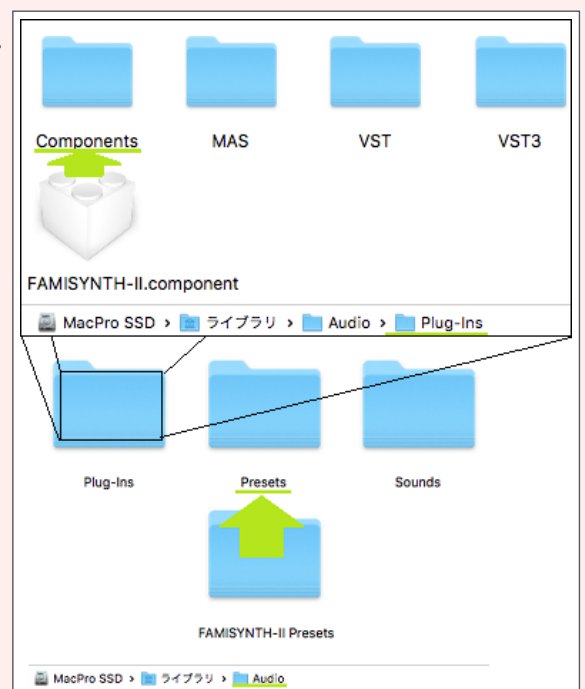 Components MAS VST VST3
FAMISYNTH-II.component
MacPro SSD › ライブラリ › Audio › Plug-Ins
Plug-Ins Presets Sounds
FAMISYNTH-II Presets
MacPro SSD › ライブラリ › Audio